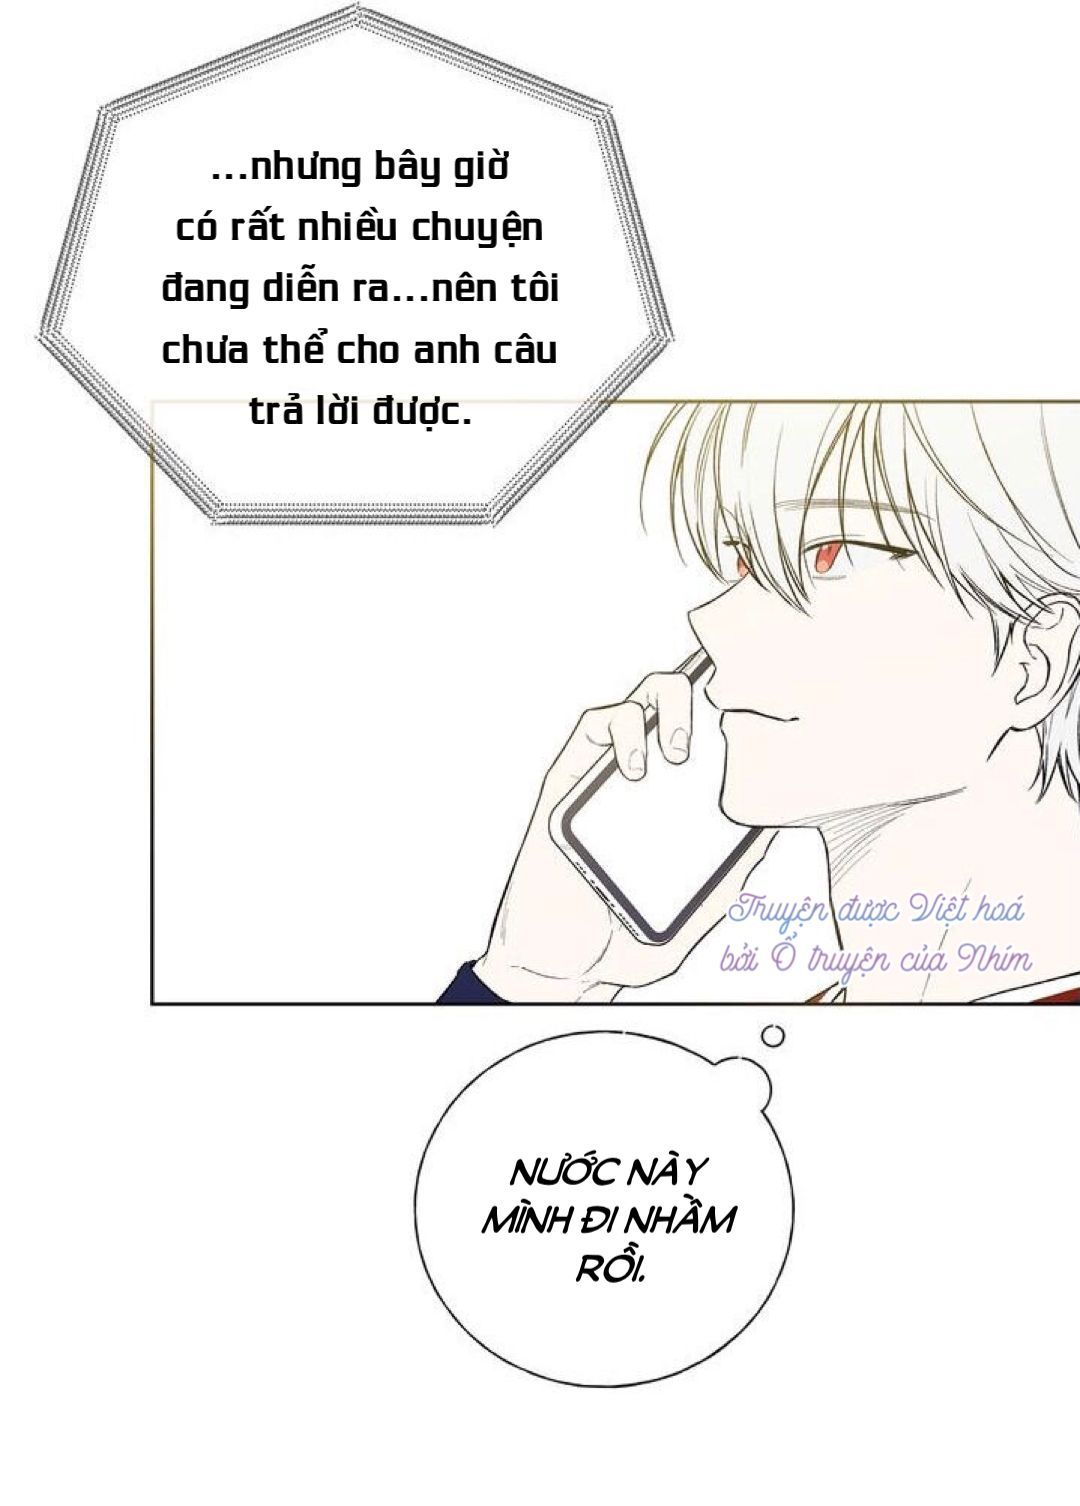 ...nhưng bây giờ
có rất nhiều chuyện
đang diễn ra...nên tôi
chưa thể cho anh câu
trả lời được.
Truyện được Việt hoá
bởi Ổ truyện của Nhím
NƯỚC NÀY
MÌNH ĐI NHẦM
RỒI.